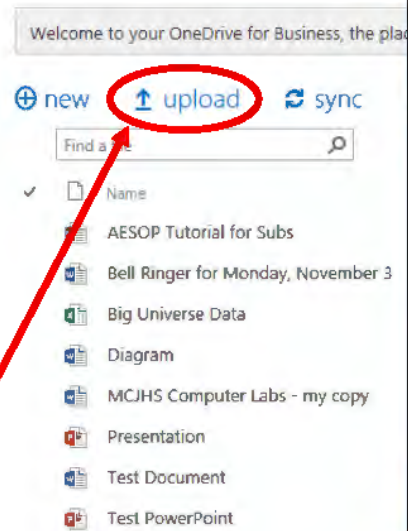 Welcome to your OneDrive for Business, the plac
new upload sync
Find a file
Name
AESOP Tutorial for Subs
Bell Ringer for Monday, November 3
Big Universe Data
Diagram
MCJHS Computer Labs - my copy
Presentation
Test Document
Test PowerPoint